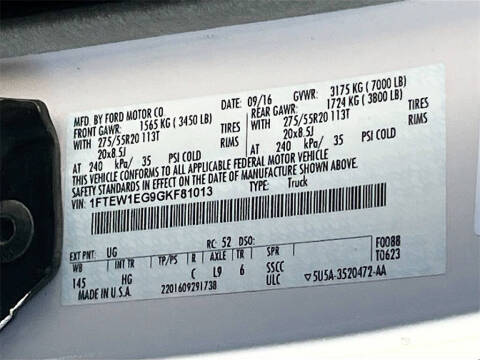 MFD. BY FORD MOTOR CO. DATE: 09/16 GVWR: 3175 KG ( 7000 LB)
FRONT GAWR: 1565 KG ( 3450 LB) REAR GAWR: 1724 KG ( 3800 LB)
WITH 275/55R20 113T TIRES WITH 275/55R20 113T TIRES
20x8.5J RIMS 20x8.5J RIMS
AT 240 kPa/ 35 PSI COLD AT 240 kPa/ 35 PSI COLD
THIS VEHICLE CONFORMS TO ALL APPLICABLE FEDERAL MOTOR VEHICLE
SAFETY STANDARDS IN EFFECT ON THE DATE OF MANUFACTURE SHOWN ABOVE.
VIN: 1FTEW1EG9GKF81013 TYPE: Truck
EXT PNT: UG RC: 52 DSO: F0088
WB INT TR TP/PS R AXLE TR SPR T0623
145 HG C L9 6 SSCC
MADE IN U.S.A. 2201609291738 ULC ▽5U5A-3520472-AA